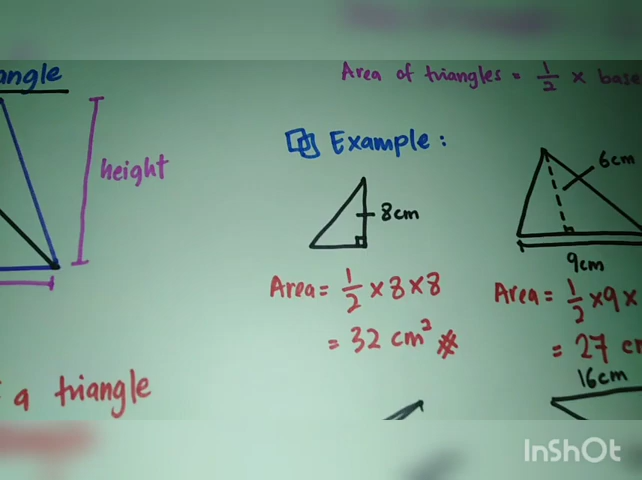 angle
Area of triangles = 1/2 × base
height
Example :
8cm
6cm
9cm
Area = 1/2 × 8 × 8
= 32 cm² #
Area = 1/2 × 9 ×
= 27 cm
16cm
a triangle
InShOt